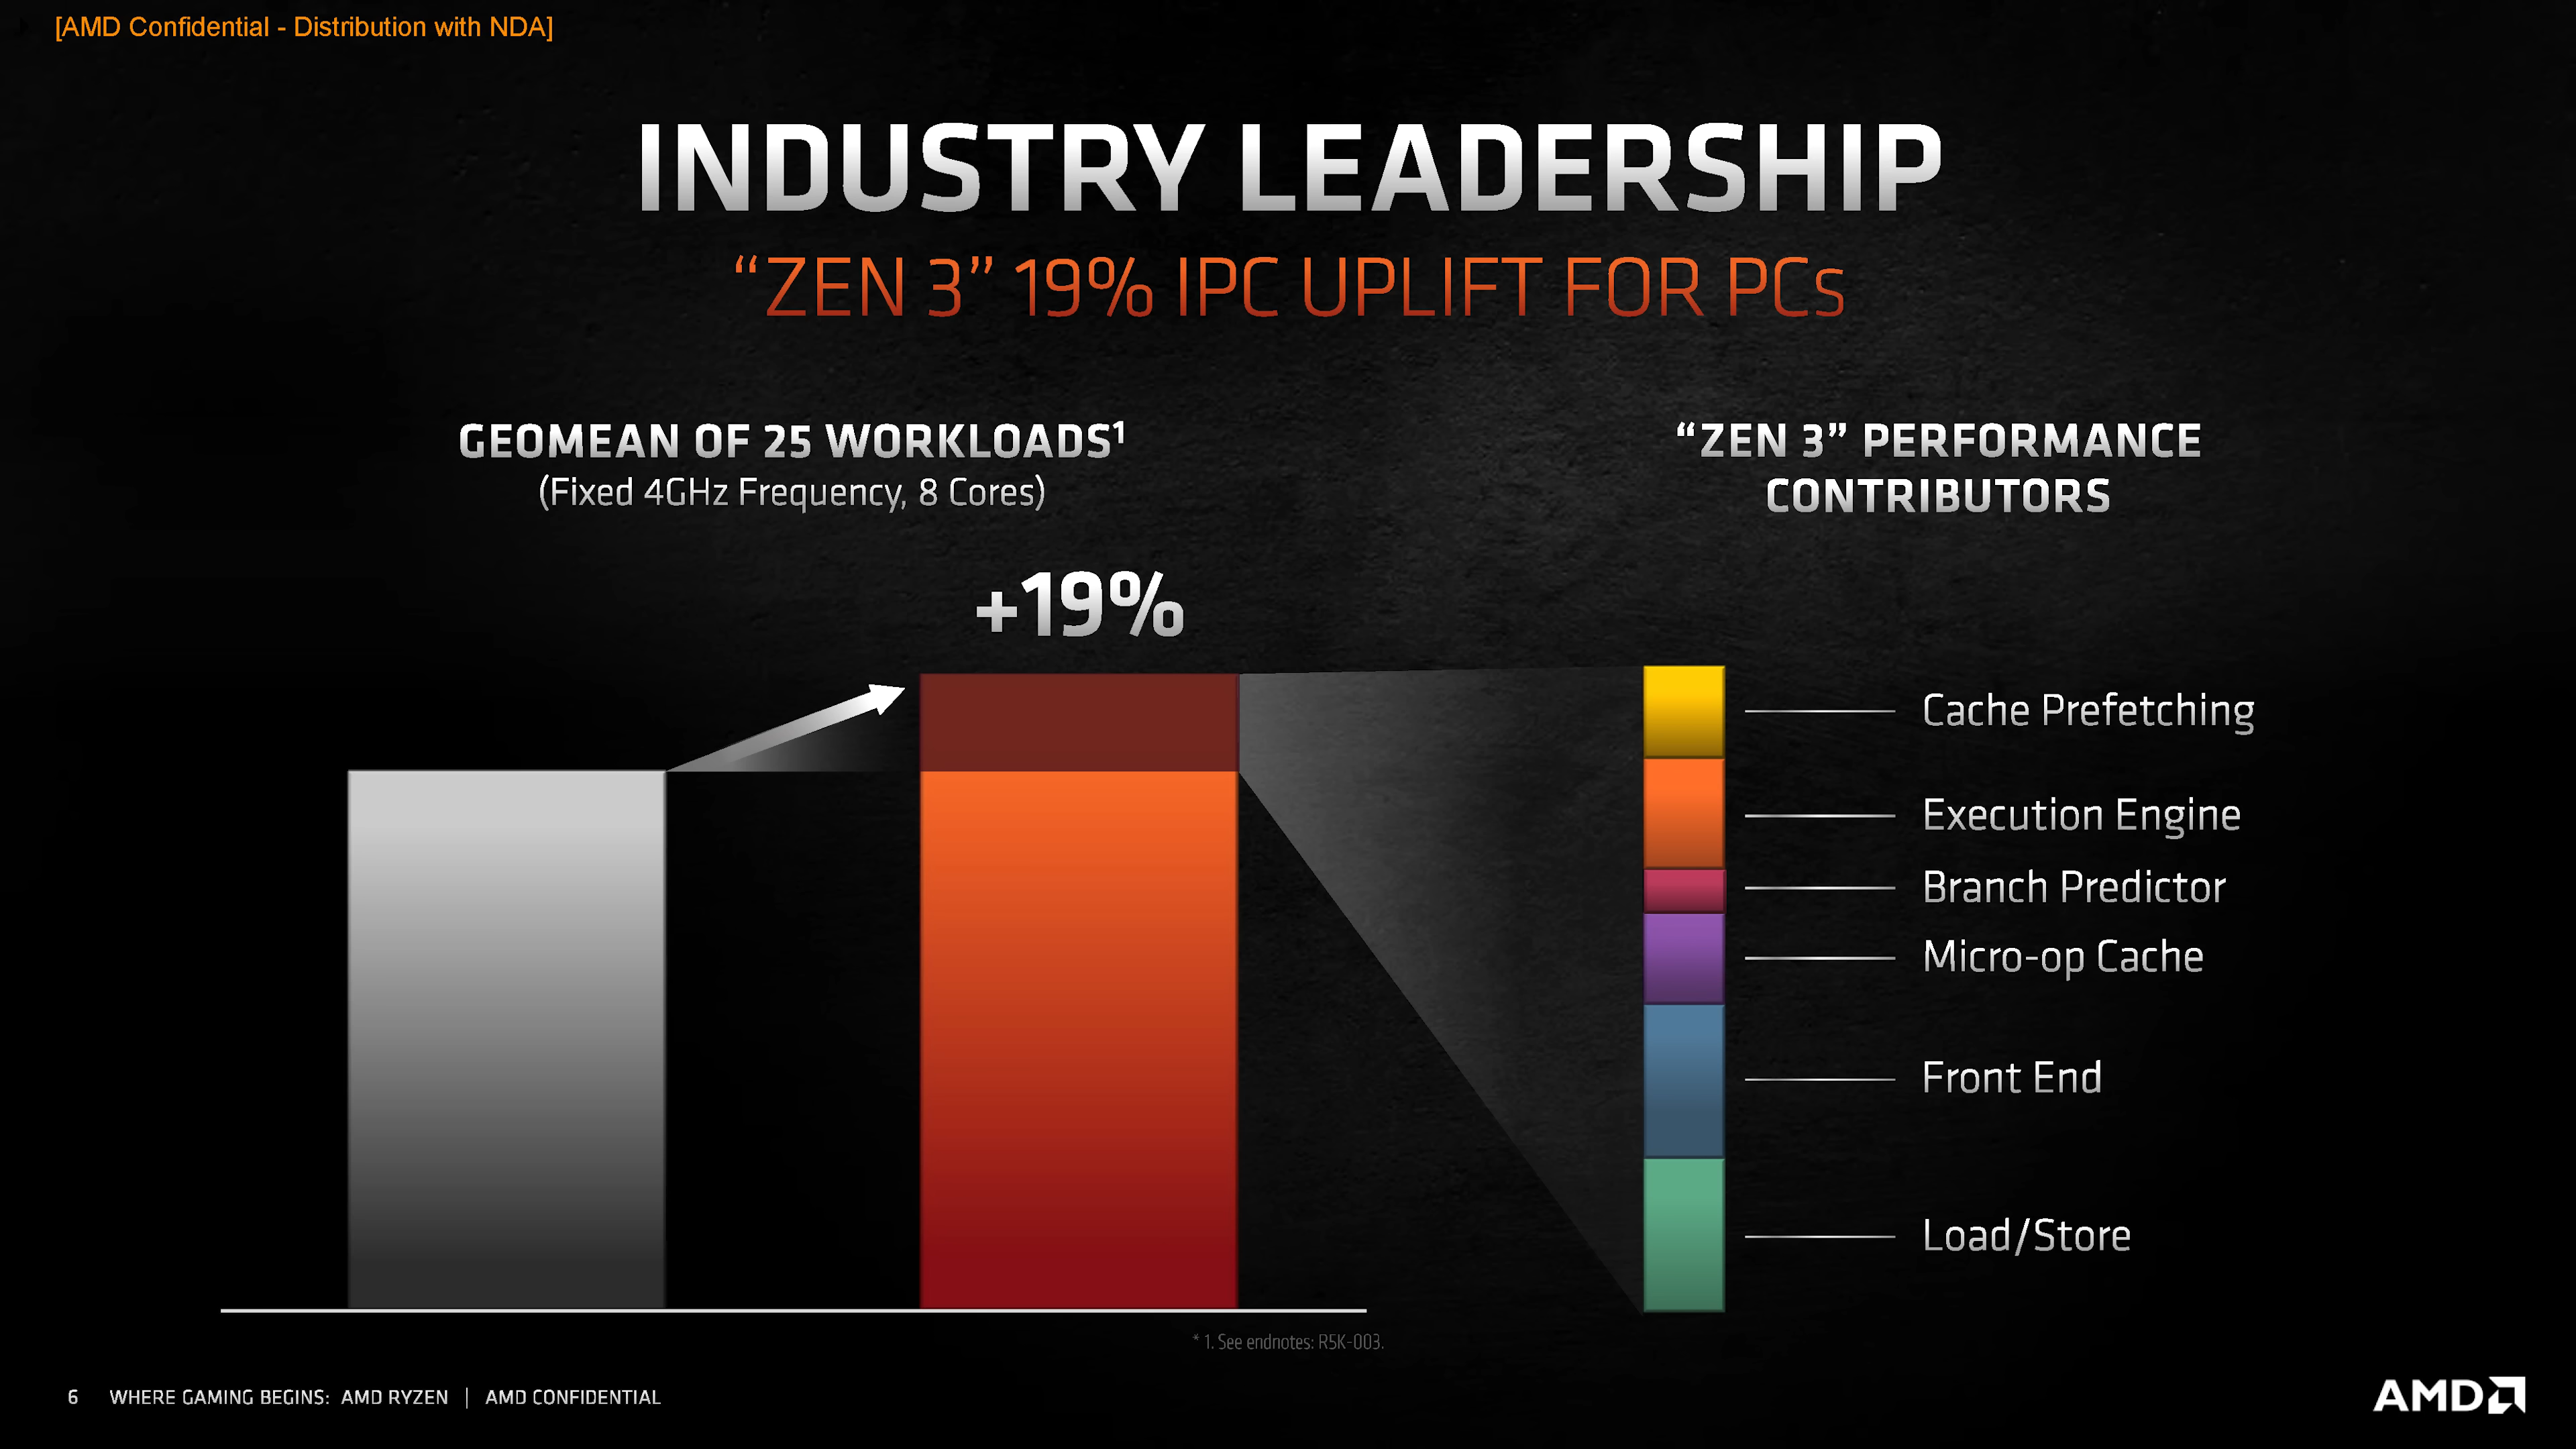 [AMD Confidential - Distribution with NDA]
INDUSTRY LEADERSHIP
“ZEN 3” 19% IPC UPLIFT FOR PCs
GEOMEAN OF 25 WORKLOADS¹
(Fixed 4GHz Frequency, 8 Cores)
+19%
“ZEN 3” PERFORMANCE
CONTRIBUTORS
Cache Prefetching
Execution Engine
Branch Predictor
Micro-op Cache
Front End
Load/Store
* 1. See endnotes: R5K-003.
6 WHERE GAMING BEGINS: AMD RYZEN | AMD CONFIDENTIAL
AMD